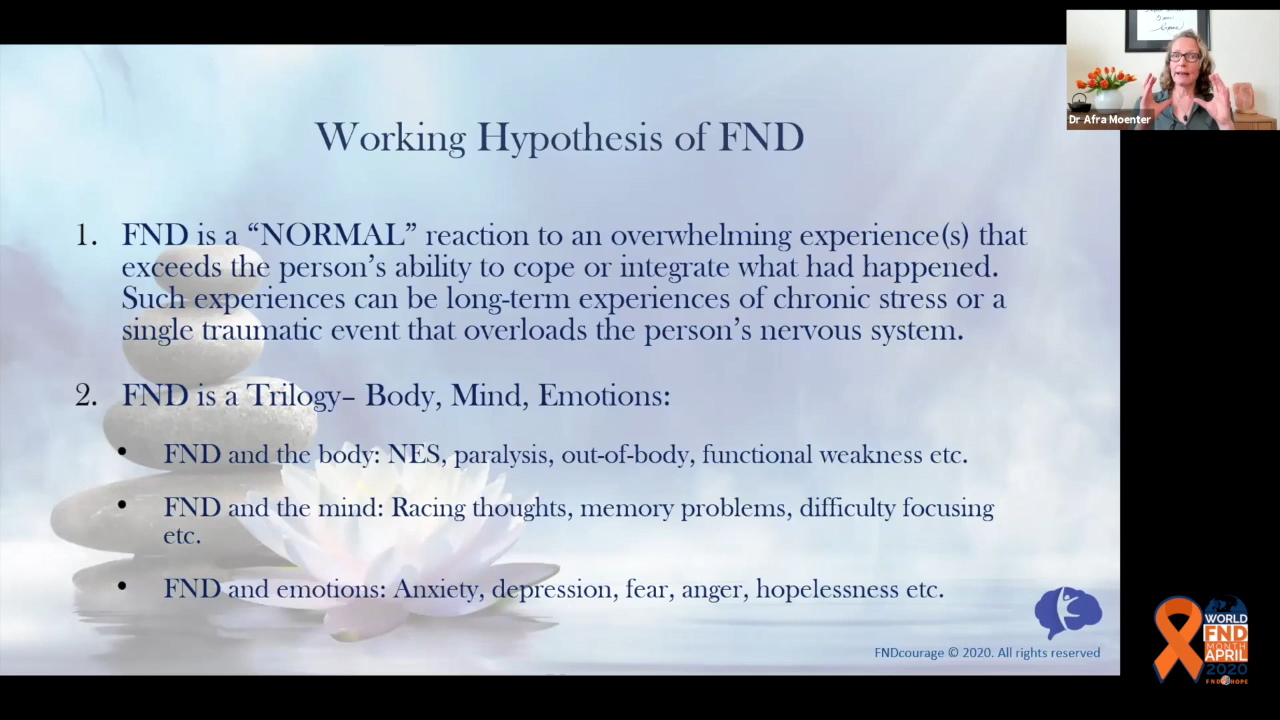 Working Hypothesis of FND
1. FND is a “NORMAL” reaction to an overwhelming experience(s) that
exceeds the person’s ability to cope or integrate what had happened.
Such experiences can be long-term experiences of chronic stress or a
single traumatic event that overloads the person’s nervous system.
2. FND is a Trilogy– Body, Mind, Emotions:
• FND and the body: NES, paralysis, out-of-body, functional weakness etc.
• FND and the mind: Racing thoughts, memory problems, difficulty focusing
etc.
• FND and emotions: Anxiety, depression, fear, anger, hopelessness etc.
FNDcourage © 2020. All rights reserved
Dr Afra Moenter
WORLD
FND
MONTH
APRIL
2020
FND HOPE